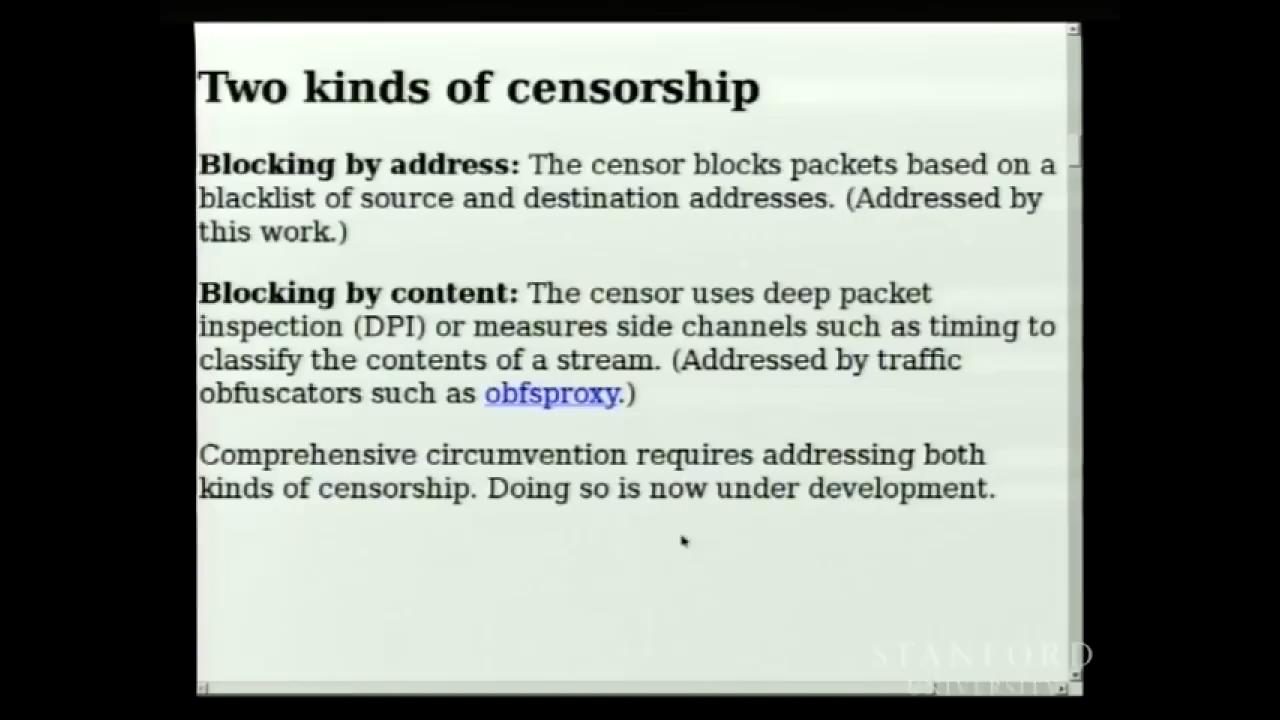 Two kinds of censorship
Blocking by address: The censor blocks packets based on a
blacklist of source and destination addresses. (Addressed by
this work.)
Blocking by content: The censor uses deep packet
inspection (DPI) or measures side channels such as timing to
classify the contents of a stream. (Addressed by traffic
obfuscators such as obfsproxy.)
Comprehensive circumvention requires addressing both
kinds of censorship. Doing so is now under development.
STANFORD
UNIVERSITY